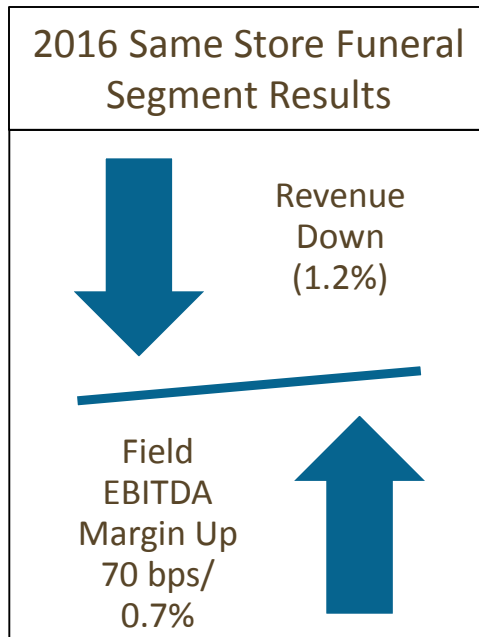 2016 Same Store Funeral
Segment Results
Revenue
Down
(1.2%)
Field
EBITDA
Margin Up
70 bps/
0.7%